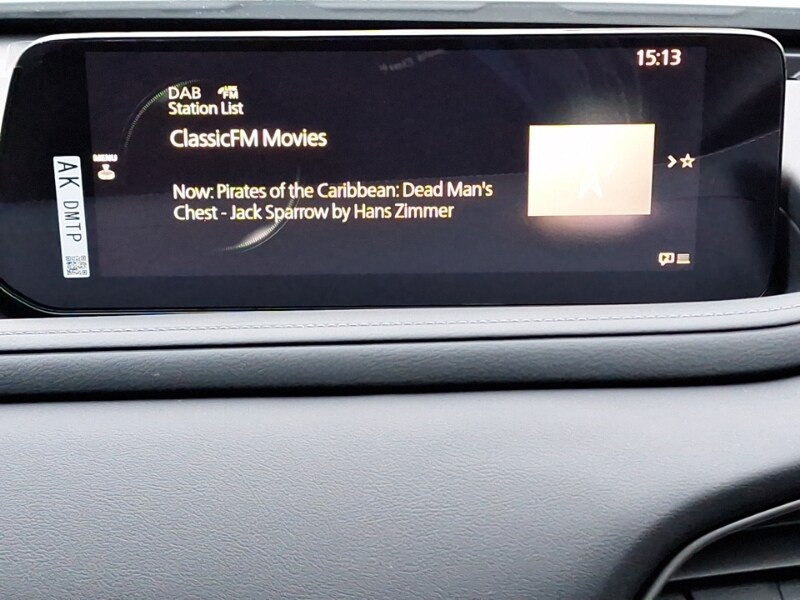 15:13
DAB FM
Station List
ClassicFM Movies
MENU
Now: Pirates of the Caribbean: Dead Man's
Chest - Jack Sparrow by Hans Zimmer
AK DMTP